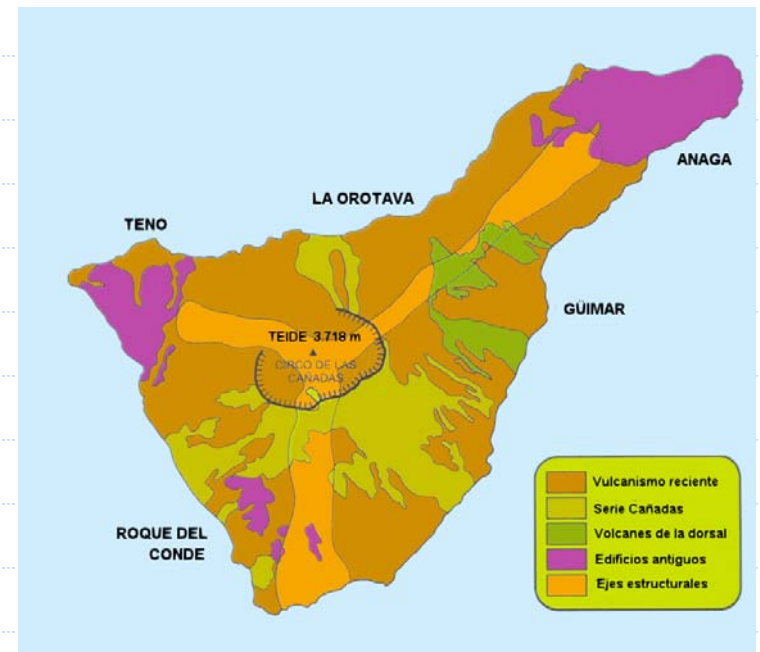 ANAGA
LA OROTAVA
TENO
GÜIMAR
TEIDE 3.718 m
CIRCO DE LAS
CAÑADAS
ROQUE DEL
CONDE
Vulcanismo reciente
Serie Cañadas
Volcanes de la dorsal
Edificios antiguos
Ejes estructurales